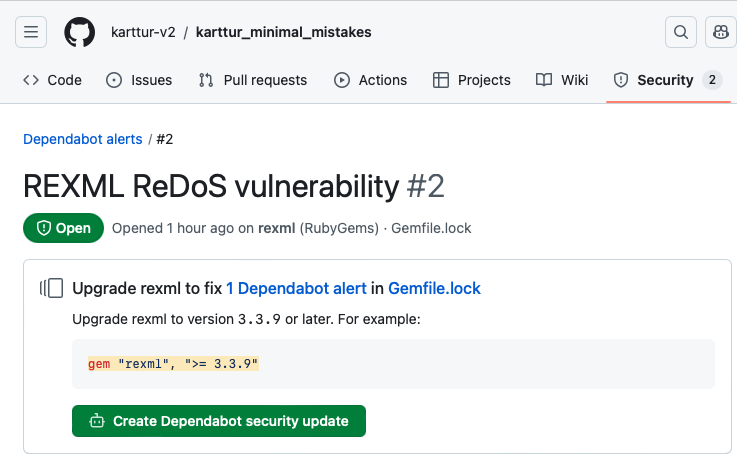 karttur-v2 / karttur_minimal_mistakes
Code Issues Pull requests Actions Projects Wiki Security 2
Dependabot alerts / #2
REXML ReDoS vulnerability #2
Open Opened 1 hour ago on rexml (RubyGems) · Gemfile.lock
Upgrade rexml to fix 1 Dependabot alert in Gemfile.lock
Upgrade rexml to version 3.3.9 or later. For example:
gem "rexml", ">= 3.3.9"
Create Dependabot security update